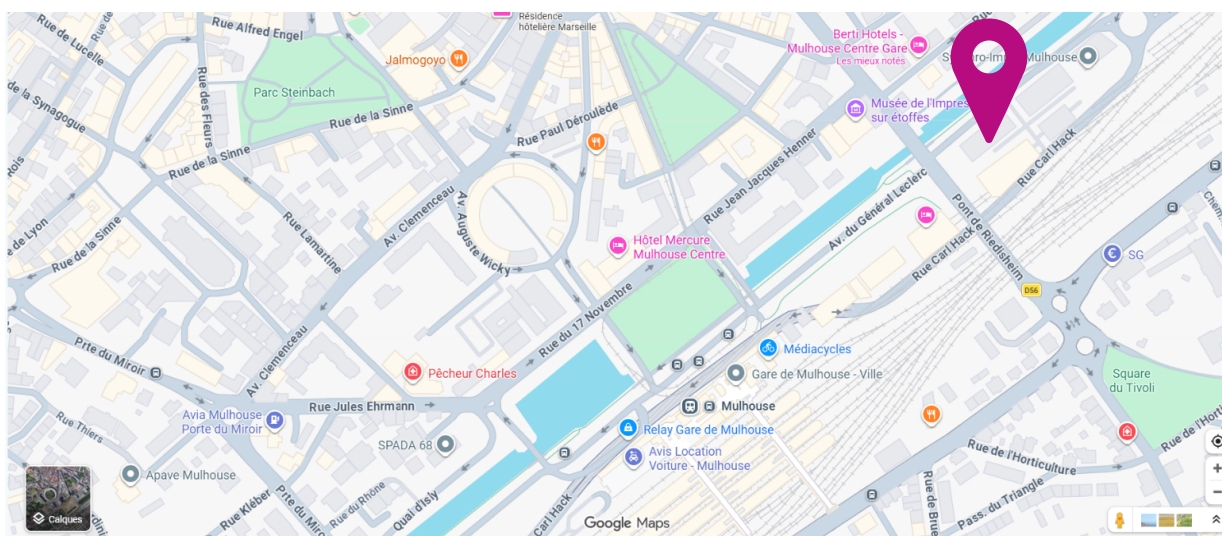 Résidence
hôtelière Marseille
Rue Alfred Engel
Rue de Lucelle
Jalmogoyo
Berti Hotels -
Mulhouse Centre Gare
Les mieux notés
Mulhouse
Parc Steinbach
Rue des Fleurs
de la Synagogue
Rue de la Sinne
Rue Paul Déroulède
Musée de l'Impres
sur étoffes
Rue de la Sinne
Rue Carl Hack
Rue Jean Jacques Henner
Av. du Général Leclerc
Pont de Riedisheim
Av. Clemenceau
Av. Auguste Wicky
Rue Lamartine
de Lyon
Rue de la Sinne
Hôtel Mercure
Mulhouse Centre
Rue Carl Hack
SG
D56
Rue du 17 Novembre
Prte du Miroir
Av. Clemenceau
Médiacycles
Pêcheur Charles
Gare de Mulhouse - Ville
Square
du Tivoli
Rue Jules Ehrmann
Mulhouse
Avia Mulhouse
Porte du Miroir
Rue Thiers
SPADA 68
Relay Gare de Mulhouse
Avis Location
Voiture - Mulhouse
Rue de l'Horticulture
Apave Mulhouse
Rue Kléber
Prte du Miro
Rue du Rhône
Quai d'Isly
Carl Hack
Rue de Brue
Pass. du Triangle
Calques
Google Maps